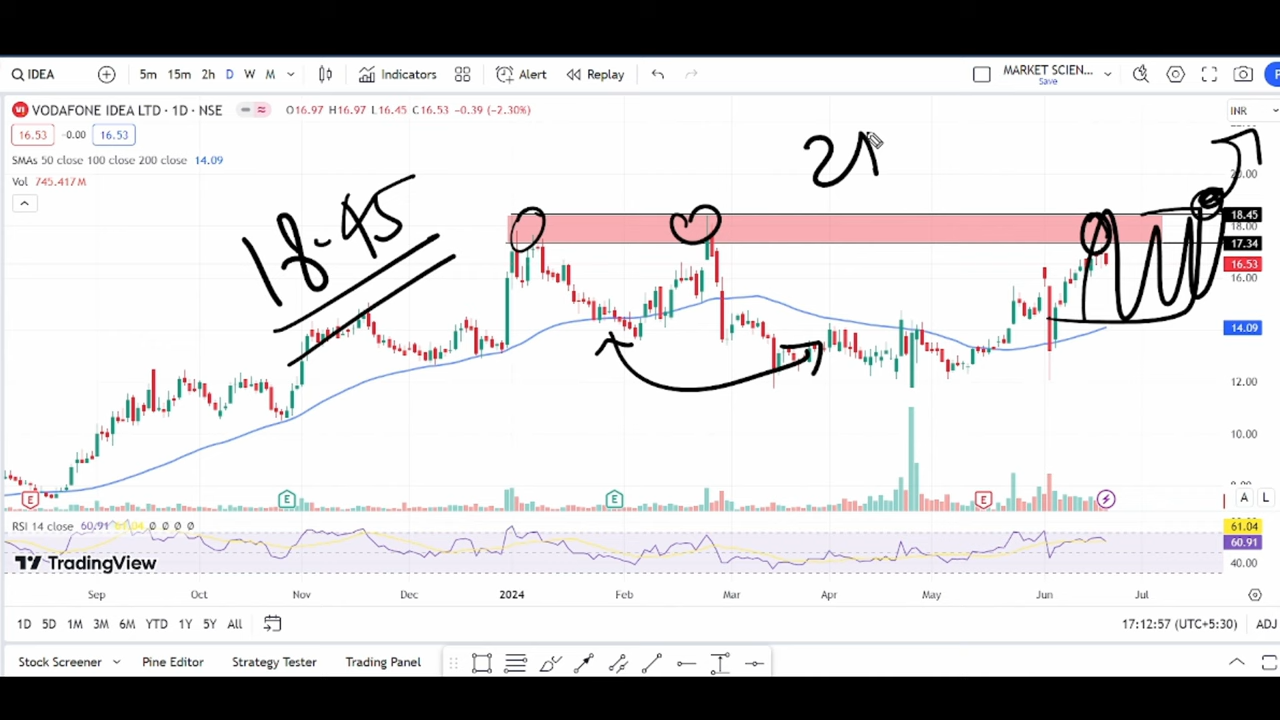 IDEA 5m 15m 2h D W M Indicators Alert Replay MARKET SCIEN...
Save
VODAFONE IDEA LTD · 1D · NSE O16.97 H16.97 L16.45 C16.53 -0.39 (-2.30%) INR
16.53 -0.00 16.53
SMAs 50 close 100 close 200 close 14.09
Vol 745.417M
18-45
21
20.00
18.45
18.00
17.34
16.53
16.00
14.09
12.00
10.00
A L
E E E E
RSI 14 close 60.91 61.04 ∅ ∅ ∅ ∅
61.04
60.91
40.00
TradingView
Sep Oct Nov Dec 2024 Feb Mar Apr May Jun Jul
1D 5D 1M 3M 6M YTD 1Y 5Y All 17:12:57 (UTC+5:30) ADJ
Stock Screener Pine Editor Strategy Tester Trading Panel